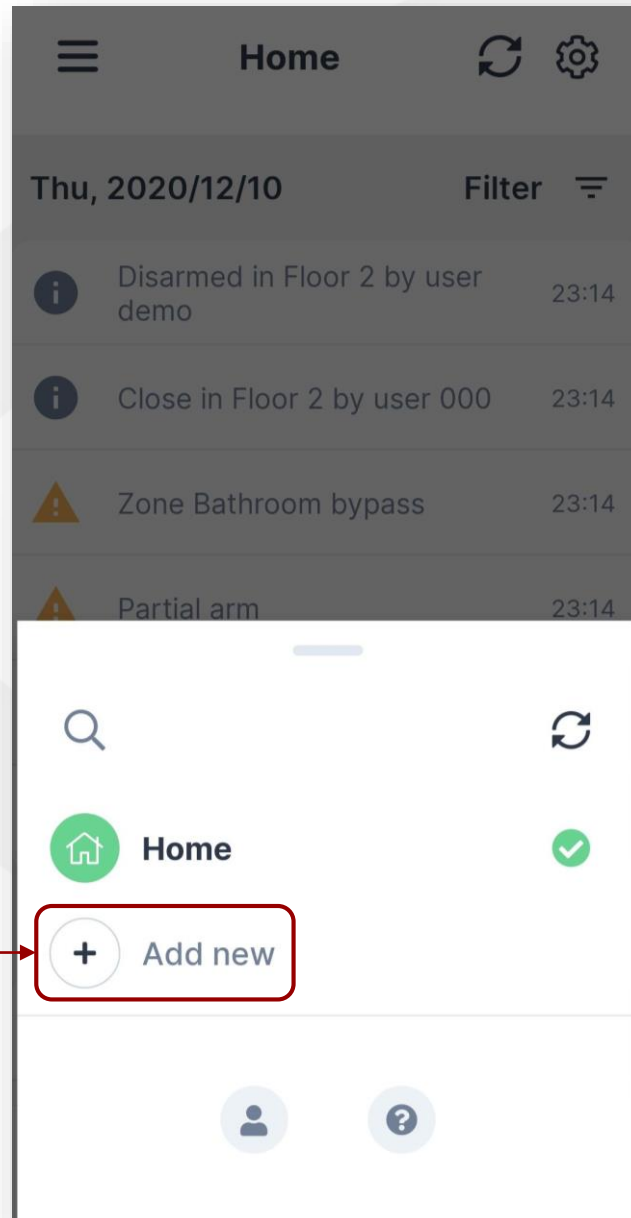 Home
Thu, 2020/12/10 Filter
Disarmed in Floor 2 by user
demo
23:14
Close in Floor 2 by user 000 23:14
Zone Bathroom bypass 23:14
Partial arm 23:14
Home
Add new